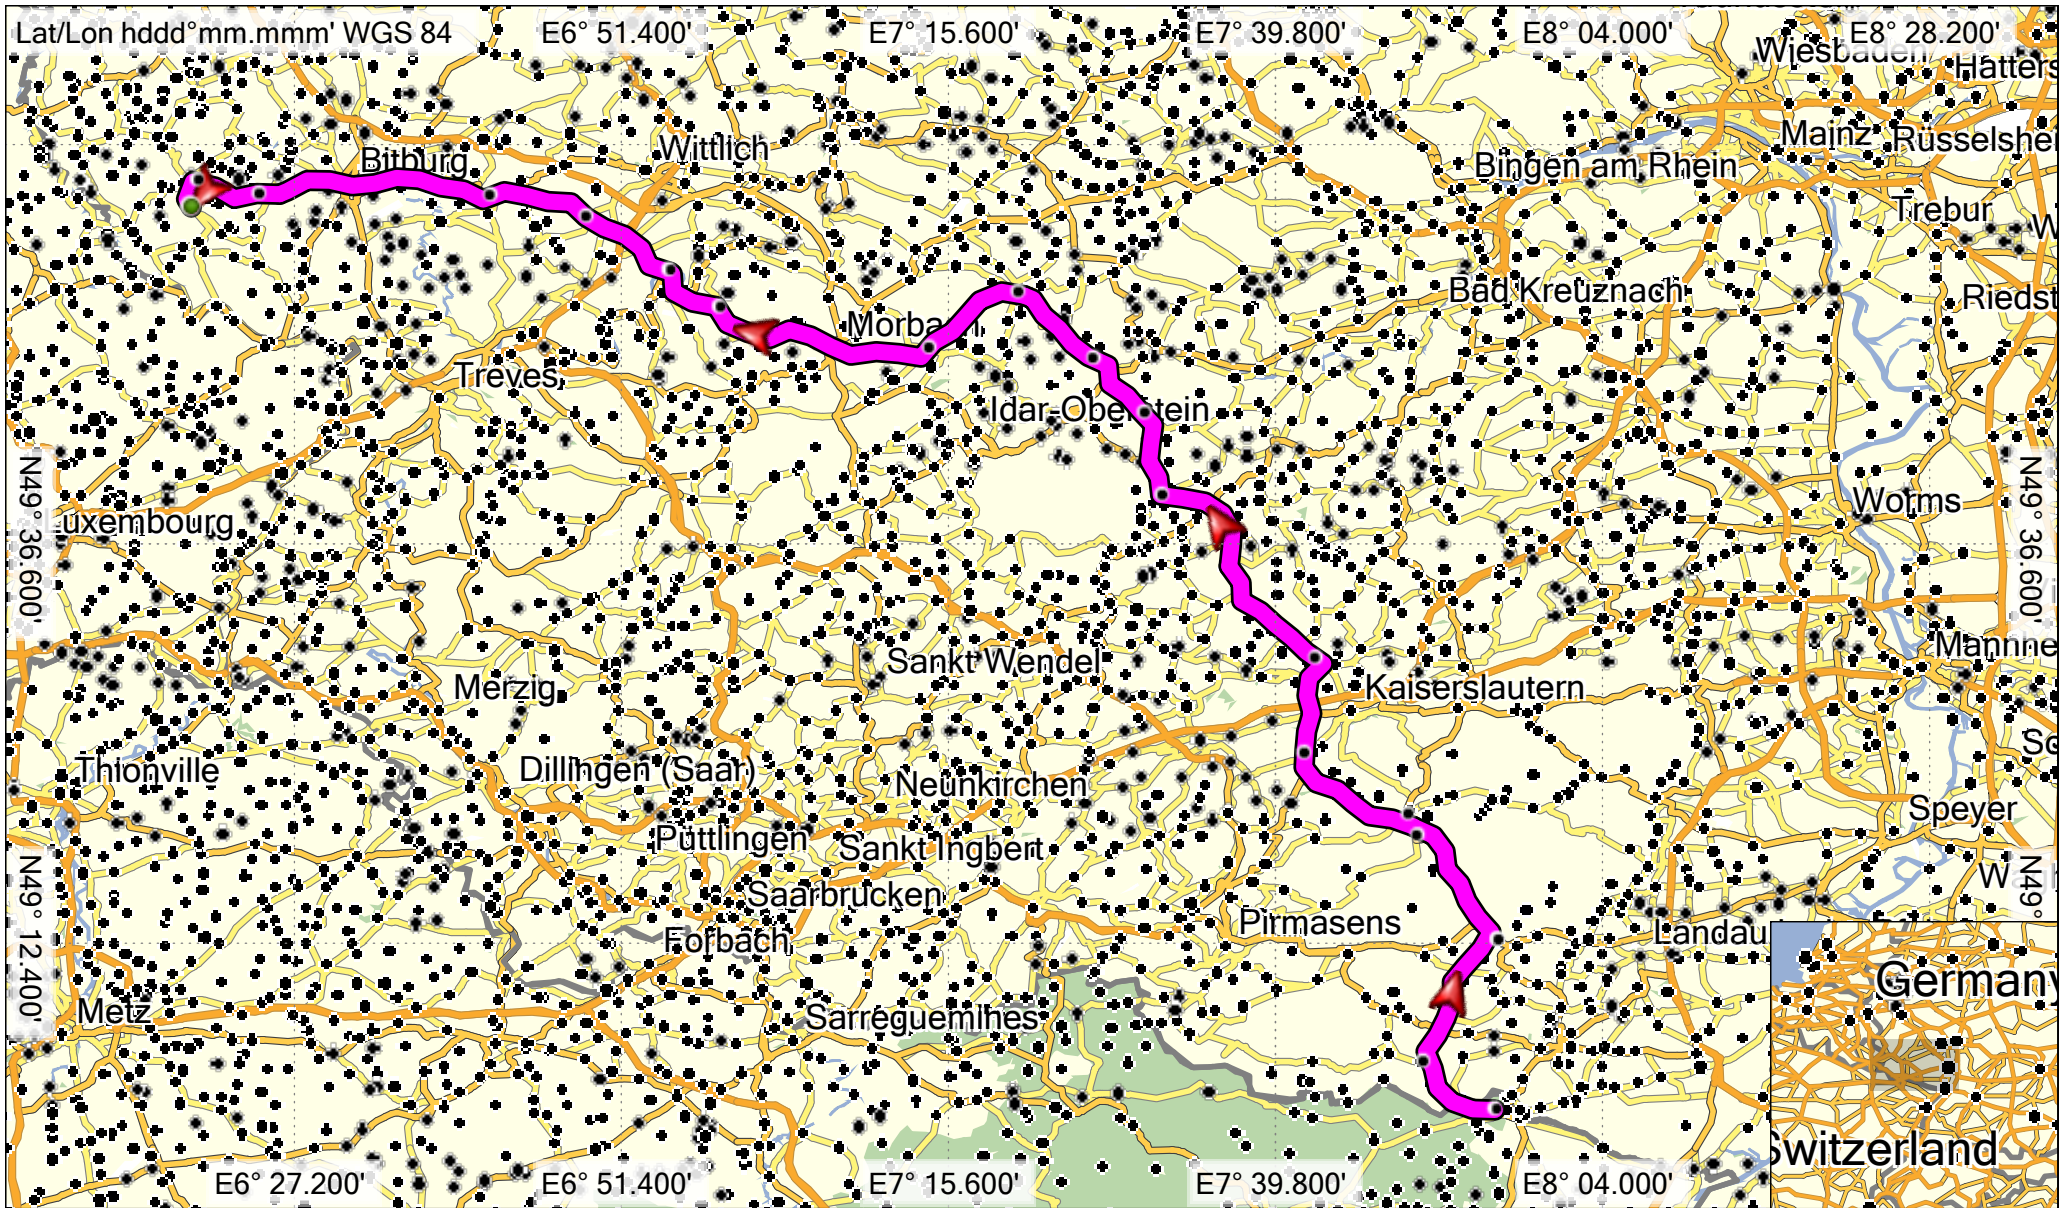 Lat/Lon hddd°mm.mmm' WGS 84
E6° 51.400'
E7° 15.600'
E7° 39.800'
E8° 04.000'
E8° 28.200'
Wiesbaden
Hatters
Mainz
Rüsselshei
Bitburg
Wittlich
Bingen am Rhein
Trebur
W
Bad Kreuznach
Riedst
Morba
Treves
Idar-Oberstein
N49° 36.600'
N49° 36.600'
Luxembourg
Worms
Mannhe
Sankt Wendel
Merzig
Kaiserslautern
Thionville
Dillingen (Saar)
Neunkirchen
Speyer
Püttlingen
Sankt Ingbert
N49° 12.400'
N49°
Saarbrucken
Pirmasens
Forbach
Landau
Germany
Metz
Sarreguemines
Switzerland
E6° 27.200'
E6° 51.400'
E7° 15.600'
E7° 39.800'
E8° 04.000'